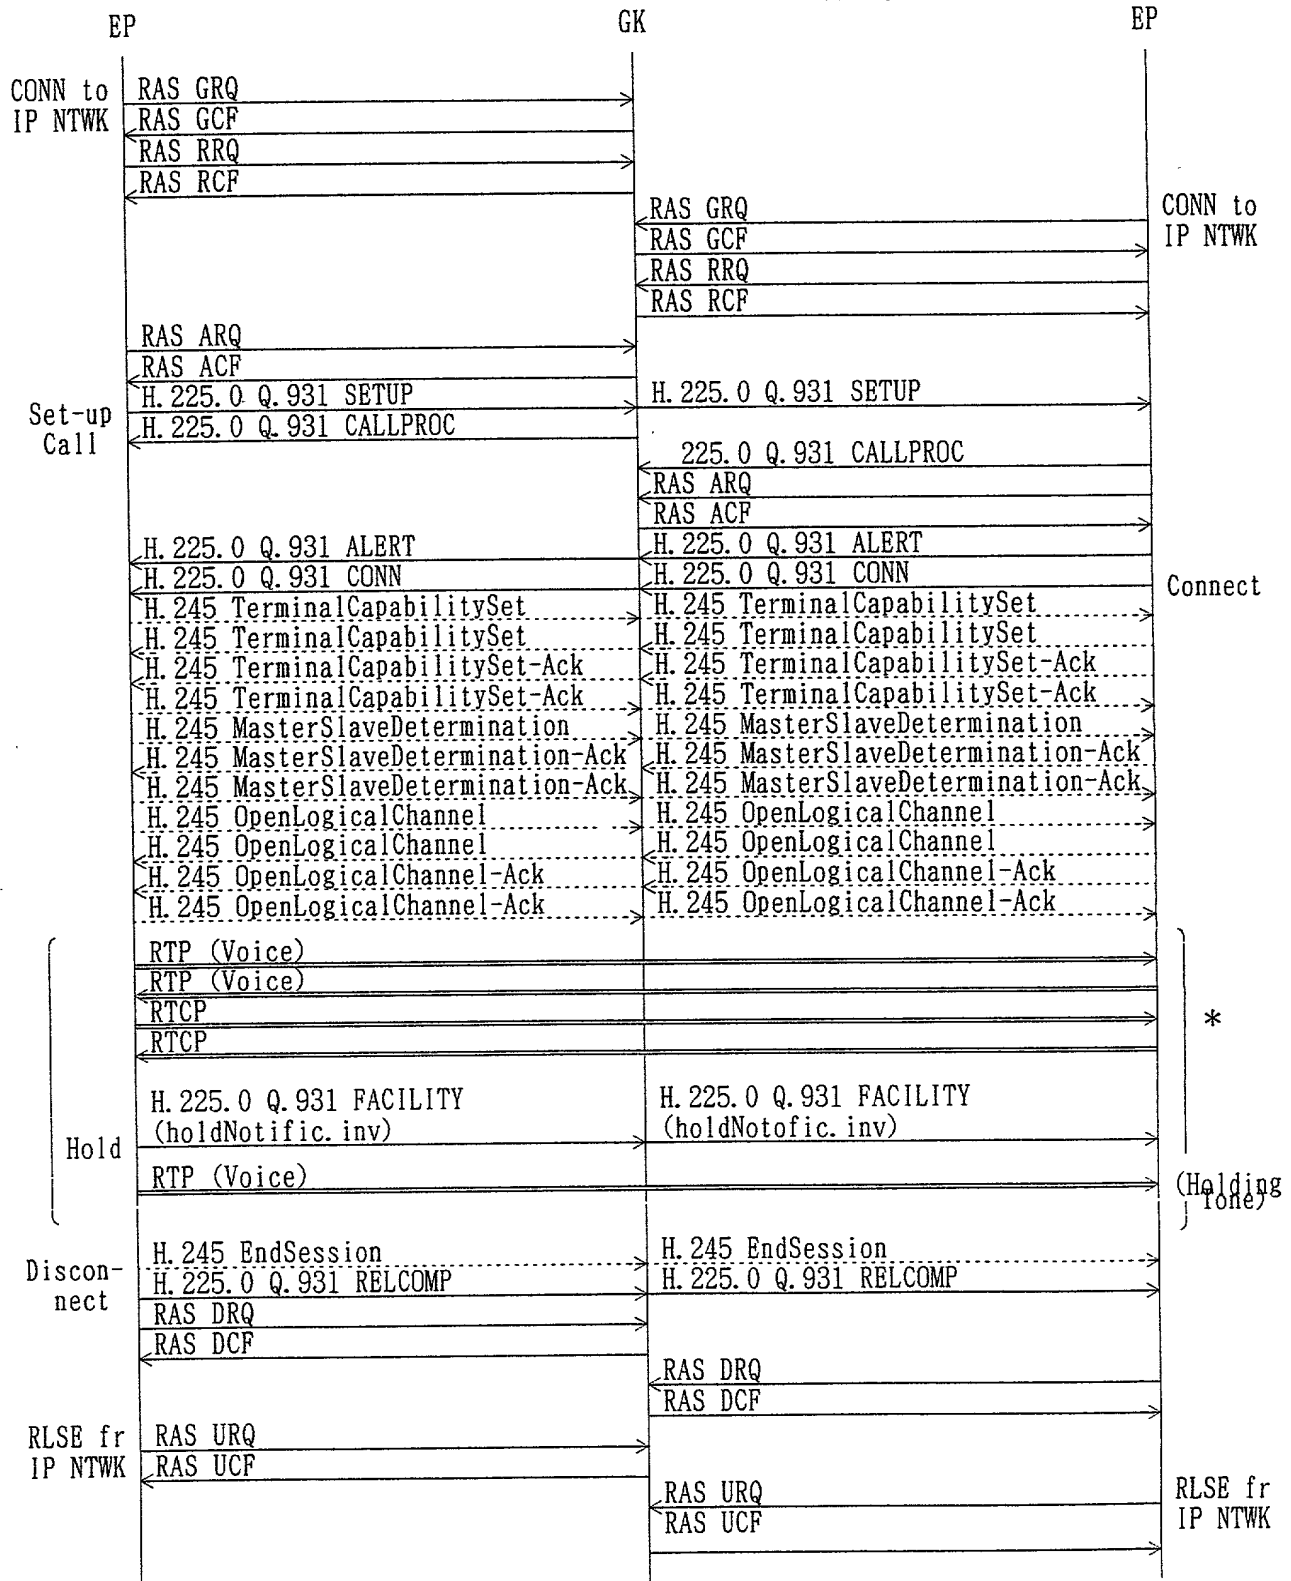 EP
GK
EP
CONN to
IP NTWK
RAS GRQ
RAS GCF
RAS RRQ
RAS RCF
RAS GRQ
CONN to
IP NTWK
RAS GCF
RAS RRQ
RAS RCF
RAS ARQ
RAS ACF
Set-up
Call
H.225.0 Q.931 SETUP
H.225.0 Q.931 SETUP
H.225.0 Q.931 CALLPROC
225.0 Q.931 CALLPROC
RAS ARQ
RAS ACF
H.225.0 Q.931 ALERT
H.225.0 Q.931 ALERT
H.225.0 Q.931 CONN
H.225.0 Q.931 CONN
Connect
H.245 TerminalCapabilitySet
H.245 TerminalCapabilitySet
H.245 TerminalCapabilitySet
H.245 TerminalCapabilitySet
H.245 TerminalCapabilitySet-Ack
H.245 TerminalCapabilitySet-Ack
H.245 TerminalCapabilitySet-Ack
H.245 TerminalCapabilitySet-Ack
H.245 MasterSlaveDetermination
H.245 MasterSlaveDetermination
H.245 MasterSlaveDetermination-Ack
H.245 MasterSlaveDetermination-Ack
H.245 MasterSlaveDetermination-Ack
H.245 MasterSlaveDetermination-Ack
H.245 OpenLogicalChannel
H.245 OpenLogicalChannel
H.245 OpenLogicalChannel
H.245 OpenLogicalChannel
H.245 OpenLogicalChannel-Ack
H.245 OpenLogicalChannel-Ack
H.245 OpenLogicalChannel-Ack
H.245 OpenLogicalChannel-Ack
RTP (Voice)
RTP (Voice)
RTCP
*
RTCP
Hold
H.225.0 Q.931 FACILITY
(holdNotific.inv)
H.225.0 Q.931 FACILITY
(holdNotofic.inv)
RTP (Voice)
(Holding
Tone)
Discon-
nect
H.245 EndSession
H.245 EndSession
H.225.0 Q.931 RELCOMP
H.225.0 Q.931 RELCOMP
RAS DRQ
RAS DCF
RAS DRQ
RAS DCF
RLSE fr
IP NTWK
RAS URQ
RAS UCF
RAS URQ
RAS UCF
RLSE fr
IP NTWK